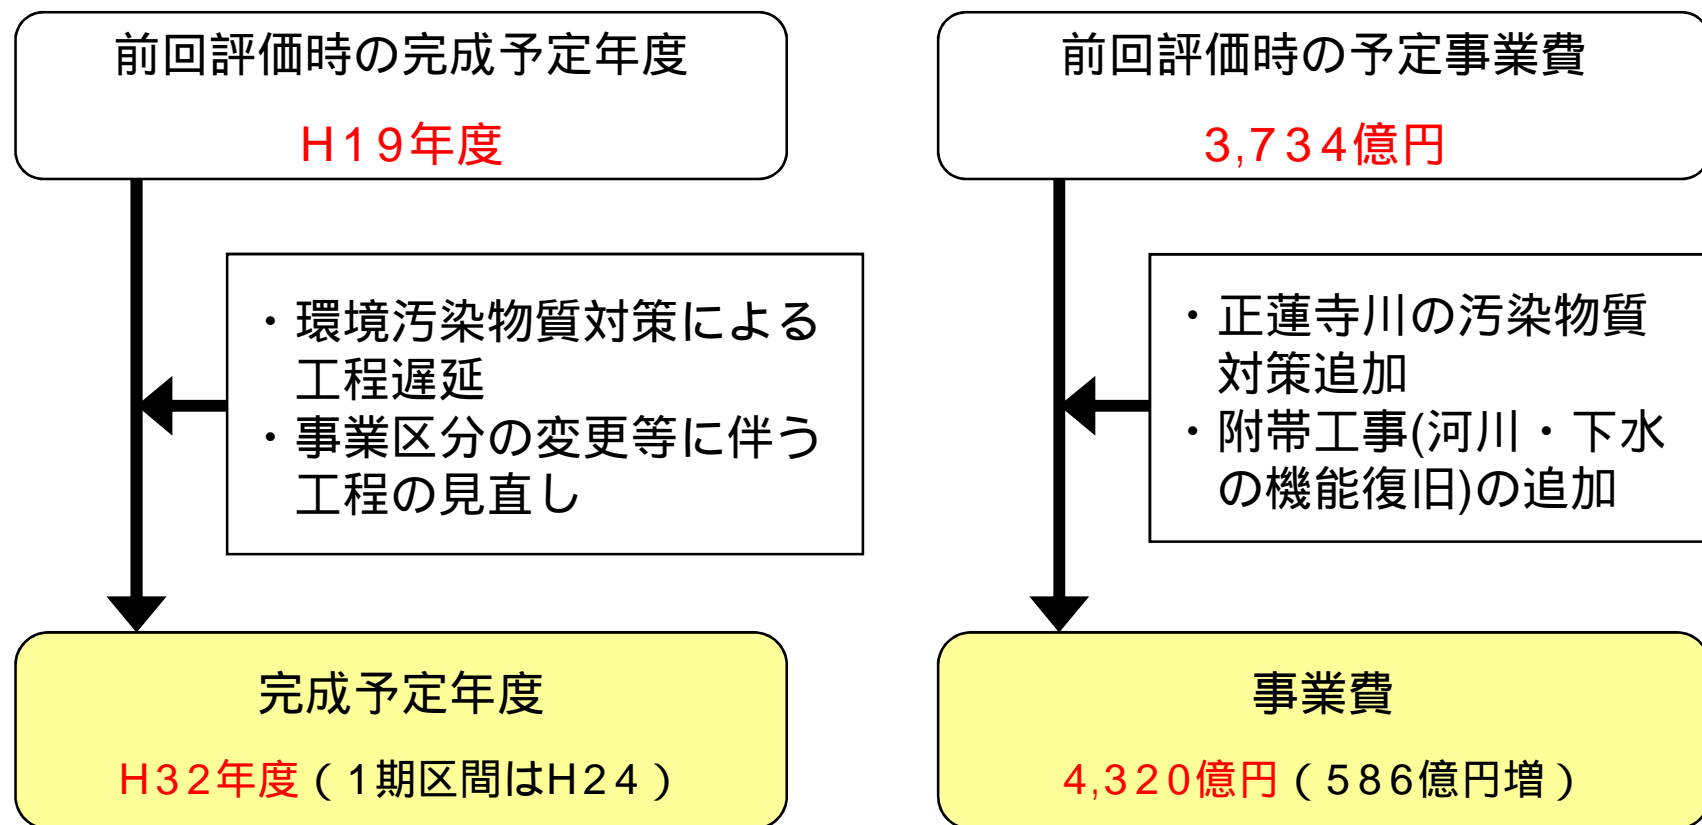 前回評価時の完成予定年度
H19年度
・環境汚染物質対策による
工程遅延
・事業区分の変更等に伴う
工程の見直し
完成予定年度
H32年度（1期区間はH24）
前回評価時の予定事業費
3,734億円
・正蓮寺川の汚染物質
対策追加
・附帯工事(河川・下水
の機能復旧)の追加
事業費
4,320億円（586億円増）